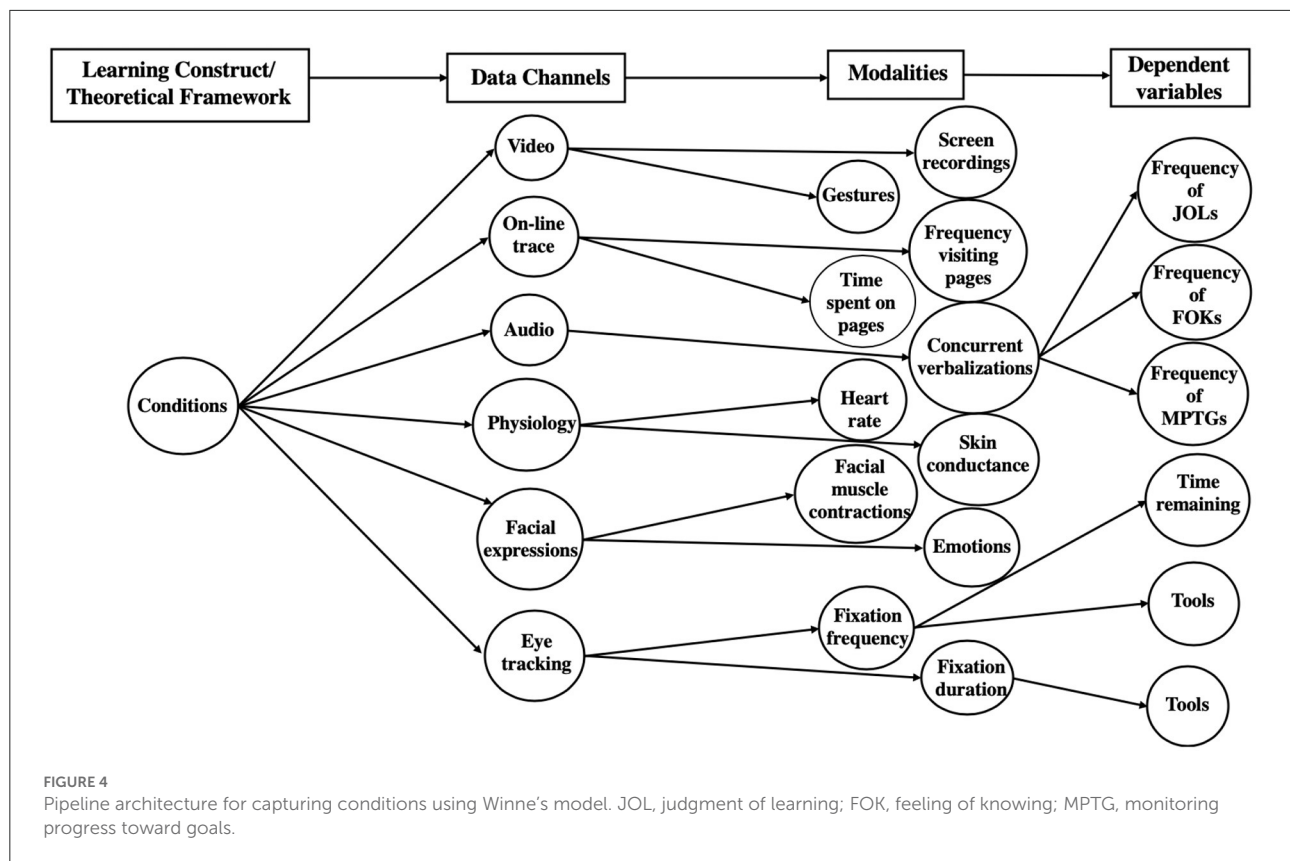 Learning Construct/
Theoretical Framework
Data Channels
Modalities
Dependent
variables
Conditions
Video
On-line
trace
Audio
Physiology
Facial
expressions
Eye
tracking
Screen
recordings
Gestures
Frequency
visiting
pages
Time
spent on
pages
Concurrent
verbalizations
Heart
rate
Skin
conductance
Facial
muscle
contractions
Emotions
Fixation
frequency
Fixation
duration
Frequency
of
JOLs
Frequency
of
FOKs
Frequency
of
MPTGs
Time
remaining
Tools
Tools
FIGURE 4
Pipeline architecture for capturing conditions using Winne's model. JOL, judgment of learning; FOK, feeling of knowing; MPTG, monitoring
progress toward goals.